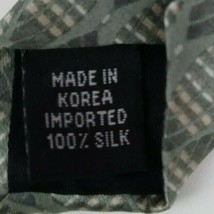 MADE IN
KOREA
IMPORTED
100% SILK